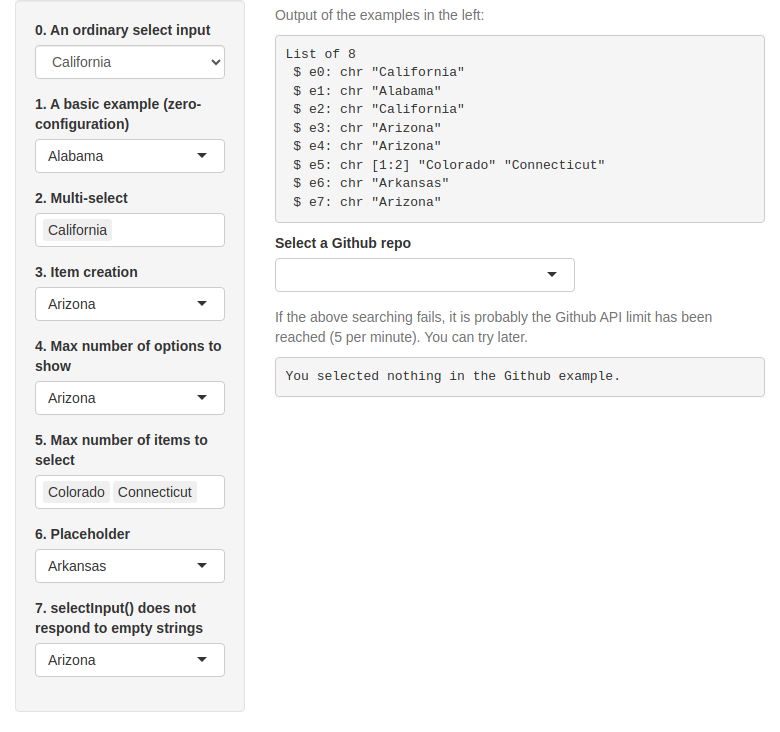 0. An ordinary select input
California
1. A basic example (zero-
configuration)
Alabama
2. Multi-select
California
3. Item creation
Arizona
4. Max number of options to
show
Arizona
5. Max number of items to
select
Colorado Connecticut
6. Placeholder
Arkansas
7. selectInput() does not
respond to empty strings
Arizona
Output of the examples in the left:
List of 8
 $ e0: chr "California"
 $ e1: chr "Alabama"
 $ e2: chr "California"
 $ e3: chr "Arizona"
 $ e4: chr "Arizona"
 $ e5: chr [1:2] "Colorado" "Connecticut"
 $ e6: chr "Arkansas"
 $ e7: chr "Arizona"
Select a Github repo
If the above searching fails, it is probably the Github API limit has been
reached (5 per minute). You can try later.
You selected nothing in the Github example.